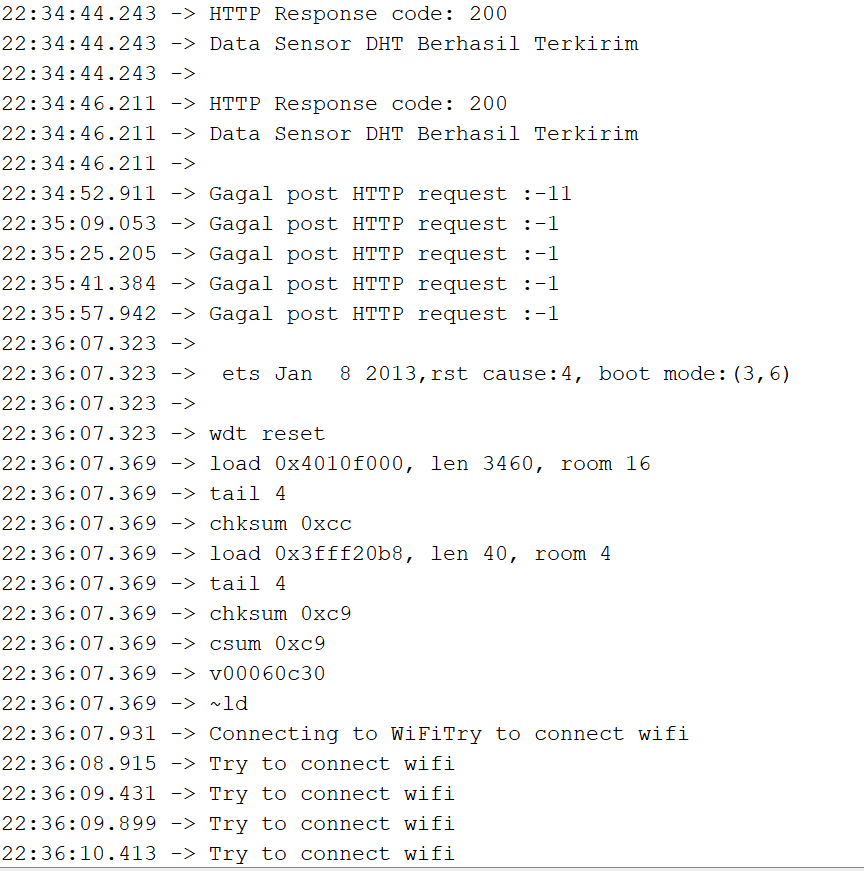 22:34:44.243 -> HTTP Response code: 200
22:34:44.243 -> Data Sensor DHT Berhasil Terkirim
22:34:44.243 ->
22:34:46.211 -> HTTP Response code: 200
22:34:46.211 -> Data Sensor DHT Berhasil Terkirim
22:34:46.211 ->
22:34:52.911 -> Gagal post HTTP request :-11
22:35:09.053 -> Gagal post HTTP request :-1
22:35:25.205 -> Gagal post HTTP request :-1
22:35:41.384 -> Gagal post HTTP request :-1
22:35:57.942 -> Gagal post HTTP request :-1
22:36:07.323 ->
22:36:07.323 ->  ets Jan  8 2013,rst cause:4, boot mode:(3,6)
22:36:07.323 ->
22:36:07.323 -> wdt reset
22:36:07.369 -> load 0x4010f000, len 3460, room 16
22:36:07.369 -> tail 4
22:36:07.369 -> chksum 0xcc
22:36:07.369 -> load 0x3fff20b8, len 40, room 4
22:36:07.369 -> tail 4
22:36:07.369 -> chksum 0xc9
22:36:07.369 -> csum 0xc9
22:36:07.369 -> v00060c30
22:36:07.369 -> ~ld
22:36:07.931 -> Connecting to WiFiTry to connect wifi
22:36:08.915 -> Try to connect wifi
22:36:09.431 -> Try to connect wifi
22:36:09.899 -> Try to connect wifi
22:36:10.413 -> Try to connect wifi